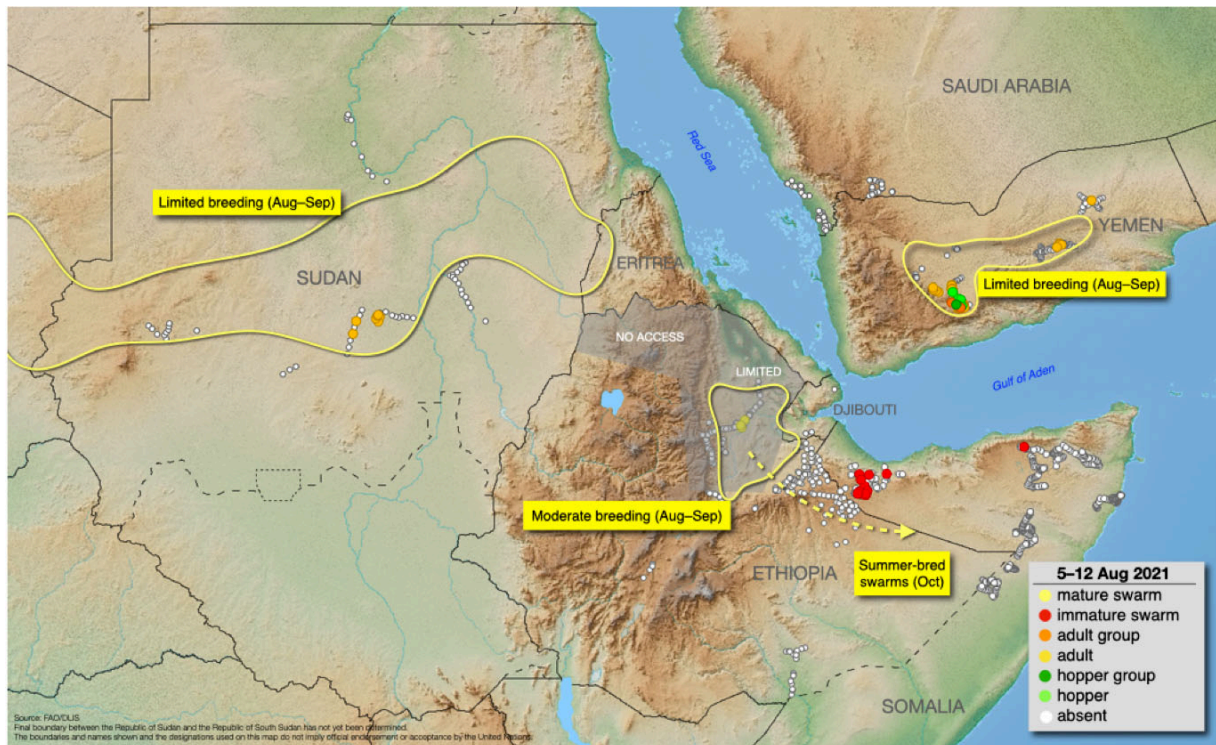 SAUDI ARABIA
Red Sea
Limited breeding (Aug–Sep)
YEMEN
ERITREA
SUDAN
Limited breeding (Aug–Sep)
NO ACCESS
LIMITED
Gulf of Aden
DJIBOUTI
Moderate breeding (Aug–Sep)
Summer-bred
swarms (Oct)
ETHIOPIA
SOMALIA
5–12 Aug 2021
mature swarm
immature swarm
adult group
adult
hopper group
hopper
absent
Source: FAO/DLIS
Final boundary between the Republic of Sudan and the Republic of South Sudan has not yet been determined.
The boundaries and names shown and the designations used on this map do not imply official endorsement or acceptance by the United Nations.